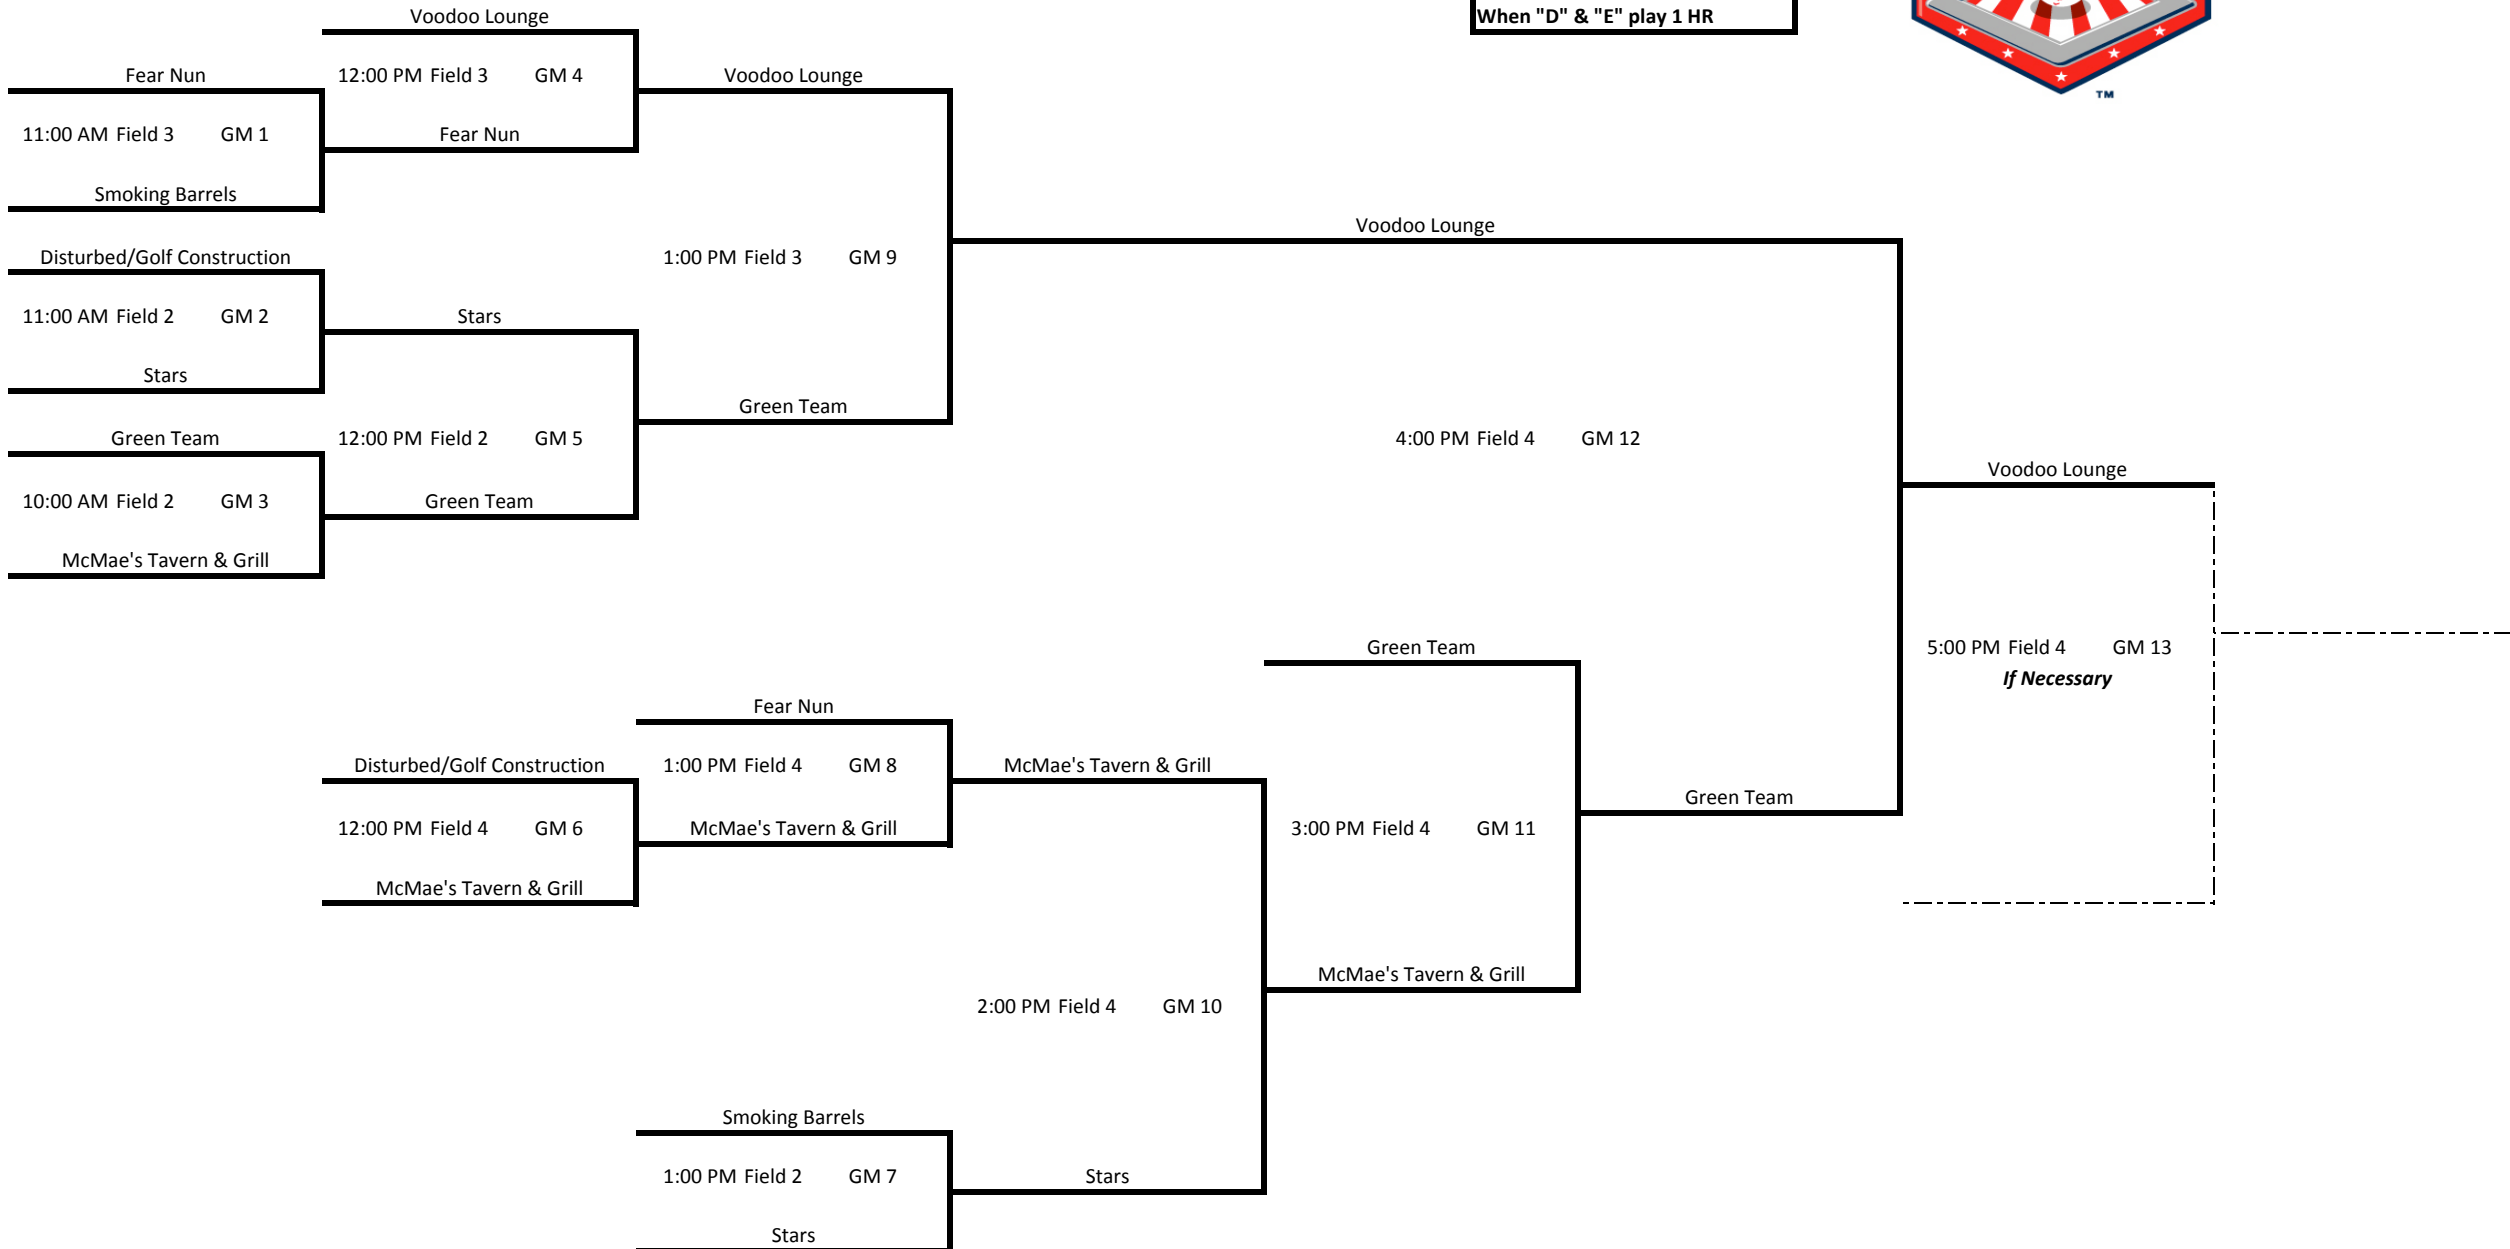 Voodoo Lounge
When "D" & "E" play 1 HR
Fear Nun
12:00 PM Field 3 GM 4
Voodoo Lounge
TM
11:00 AM Field 3 GM 1
Fear Nun
Smoking Barrels
Voodoo Lounge
Disturbed/Golf Construction
1:00 PM Field 3 GM 9
11:00 AM Field 2 GM 2
Stars
Stars
Green Team
Green Team
12:00 PM Field 2 GM 5
4:00 PM Field 4 GM 12
Voodoo Lounge
10:00 AM Field 2 GM 3
Green Team
McMae's Tavern & Grill
Green Team
5:00 PM Field 4 GM 13
If Necessary
Fear Nun
Disturbed/Golf Construction
1:00 PM Field 4 GM 8
McMae's Tavern & Grill
Green Team
12:00 PM Field 4 GM 6
McMae's Tavern & Grill
3:00 PM Field 4 GM 11
McMae's Tavern & Grill
McMae's Tavern & Grill
2:00 PM Field 4 GM 10
Smoking Barrels
1:00 PM Field 2 GM 7
Stars
Stars